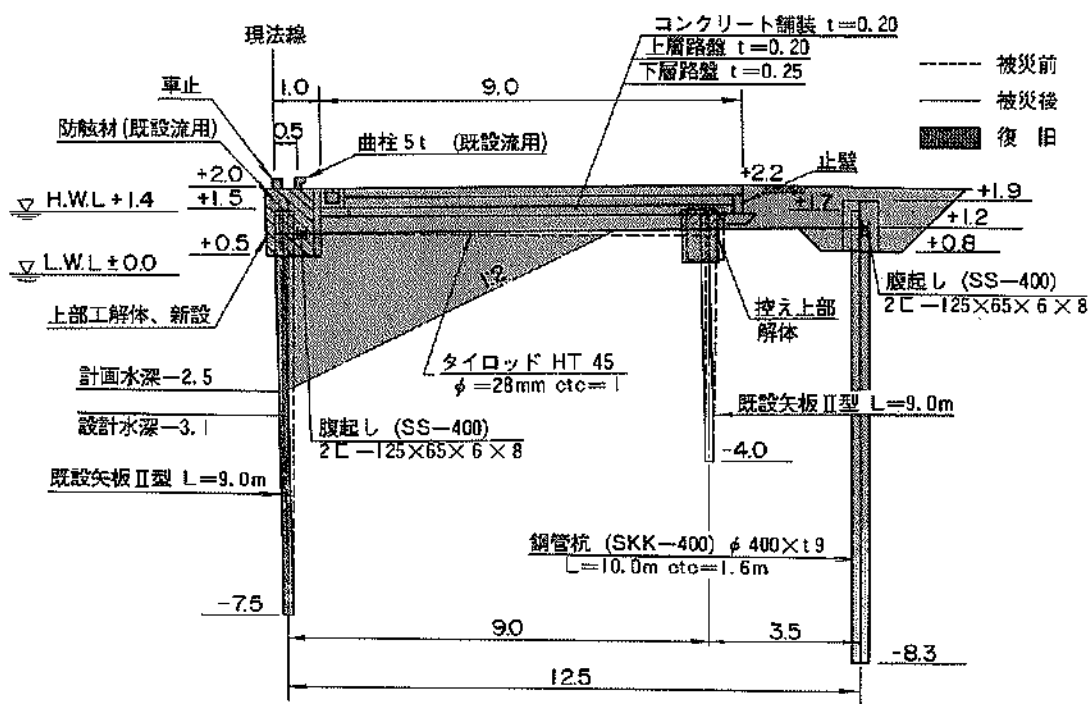 コンクリート舗装 t=0.20
上層路盤 t=0.20
下層路盤 t=0.25
現法線
車止
1.0
9.0
防舷材(既設流用)
0.5
曲柱 5t (既設流用)
被災前
被災後
復旧
+2.0
+2.2
止壁
H.W.L +1.4
+1.5
+1.7
+1.9
+1.2
+0.5
+0.8
L.W.L ±0.0
1:2
腹起し (SS-400)
2⊏-125×65×6×8
上部工解体、新設
控え上部
解体
タイロッド HT 45
φ=28mm ctc=1
計画水深-2.5
設計水深-3.1
腹起し (SS-400)
2⊏-125×65×6×8
既設矢板Ⅱ型 L=9.0m
-4.0
既設矢板Ⅱ型 L=9.0m
鋼管杭 (SKK-400) φ400×t9
L=10.0m ctc=1.6m
-7.5
9.0
3.5
-8.3
12.5